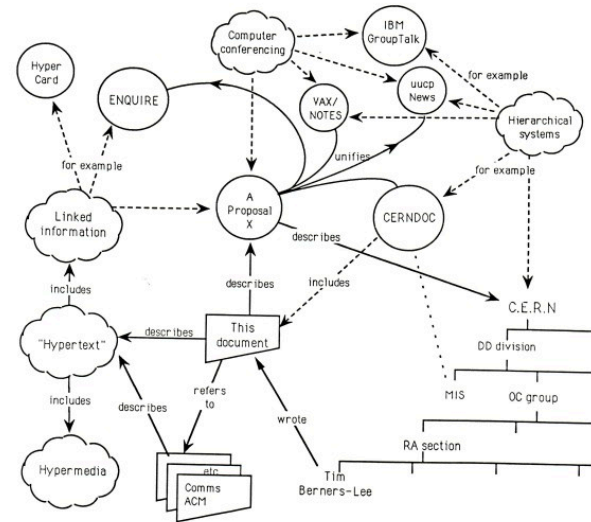 Computer
conferencing
IBM
GroupTalk
Hyper
Card
ENQUIRE
VAX/
NOTES
uucp
News
for example
Hierarchical
systems
unifies
for example
for example
Linked
information
A
Proposal
X
CERNDOC
describes
C.E.R.N
includes
describes
includes
"Hypertext"
describes
This
document
DD division
MIS
OC group
includes
describes
refers
to
wrote
RA section
Hypermedia
etc
Comms
ACM
Tim
Berners-Lee